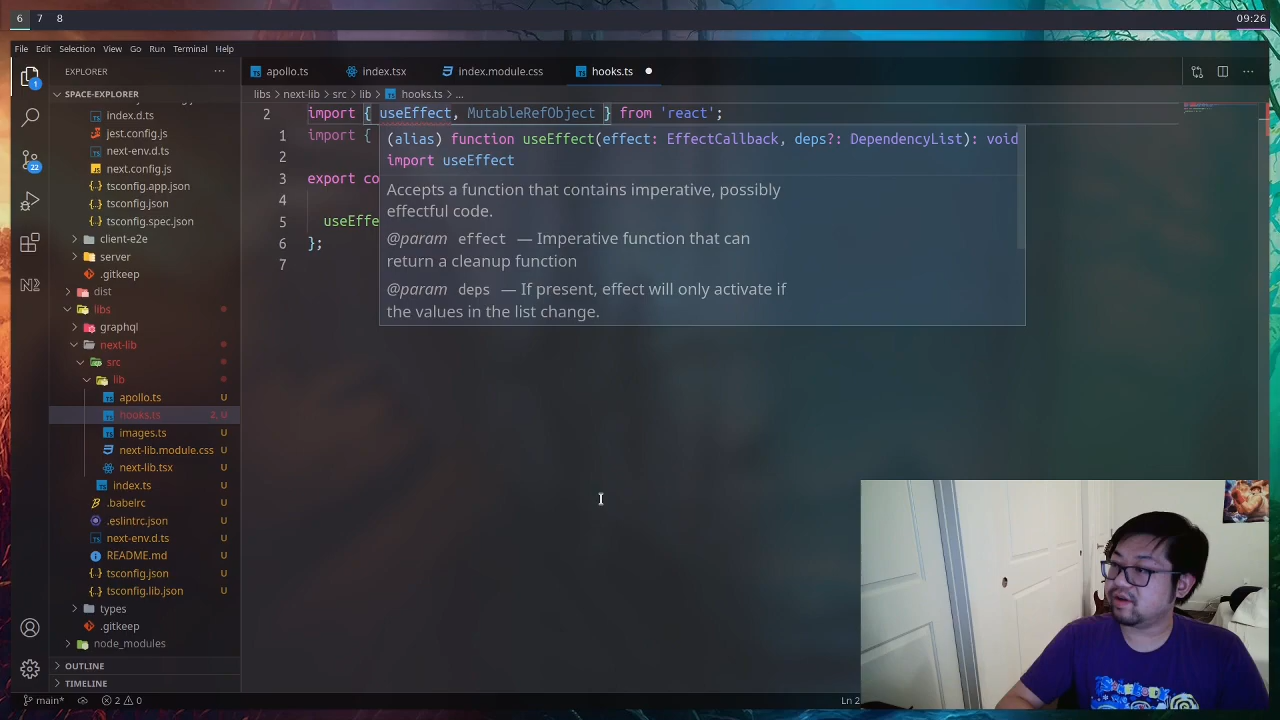 6 7 8 09:26
File Edit Selection View Go Run Terminal Help
EXPLORER ...
apollo.ts index.tsx index.module.css hooks.ts
SPACE-EXPLORER
libs > next-lib > src > lib > hooks.ts > ...
index.d.ts
jest.config.js
next-env.d.ts
next.config.js
tsconfig.app.json
tsconfig.json
tsconfig.spec.json
client-e2e
server
.gitkeep
dist
libs
graphql
next-lib
src
lib
apollo.ts U
hooks.ts 2, U
images.ts U
next-lib.module.css U
next-lib.tsx U
index.ts U
.babelrc U
.eslintrc.json U
next-env.d.ts U
README.md U
tsconfig.json U
tsconfig.lib.json U
types
.gitkeep
node_modules
OUTLINE
TIMELINE
2 import { useEffect, MutableRefObject } from 'react';
1 import {
2
3 export co
4
5 useEffe
6 };
7
(alias) function useEffect(effect: EffectCallback, deps?: DependencyList): void
import useEffect
Accepts a function that contains imperative, possibly
effectful code.
@param effect — Imperative function that can
return a cleanup function
@param deps — If present, effect will only activate if
the values in the list change.
1
22
main* 2 0 Ln 2